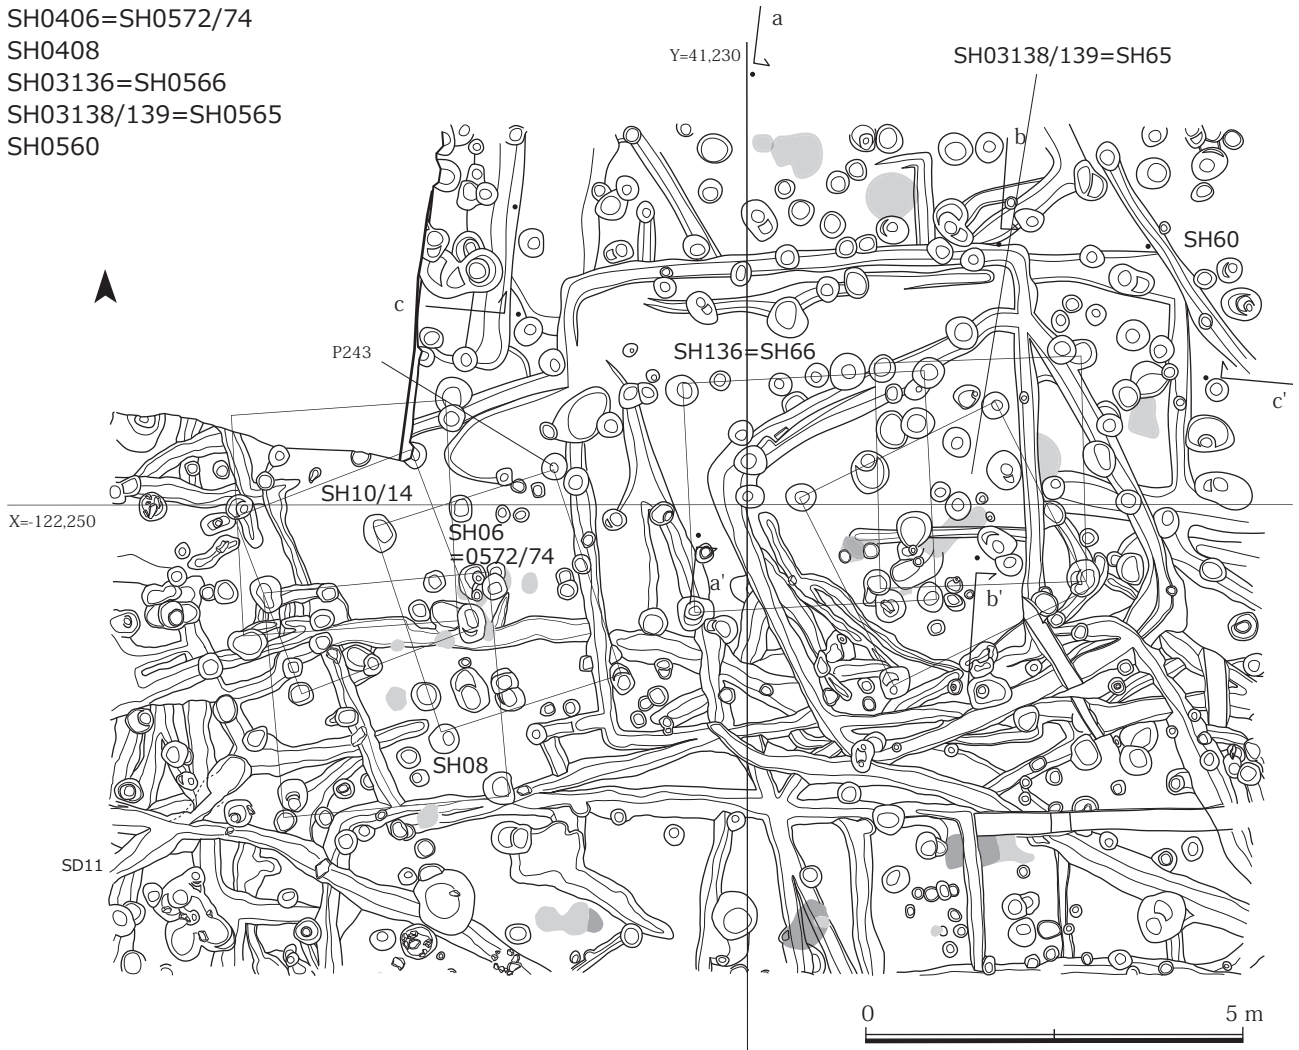 SH0406=SH0572/74
SH0408
SH03136=SH0566
SH03138/139=SH0565
SH0560
a
Y=41,230
SH03138/139=SH65
b
SH60
c
P243
SH136=SH66
c'
SH10/14
X=-122,250
SH06
=0572/74
a'
b'
SH08
SD11
0
5 m